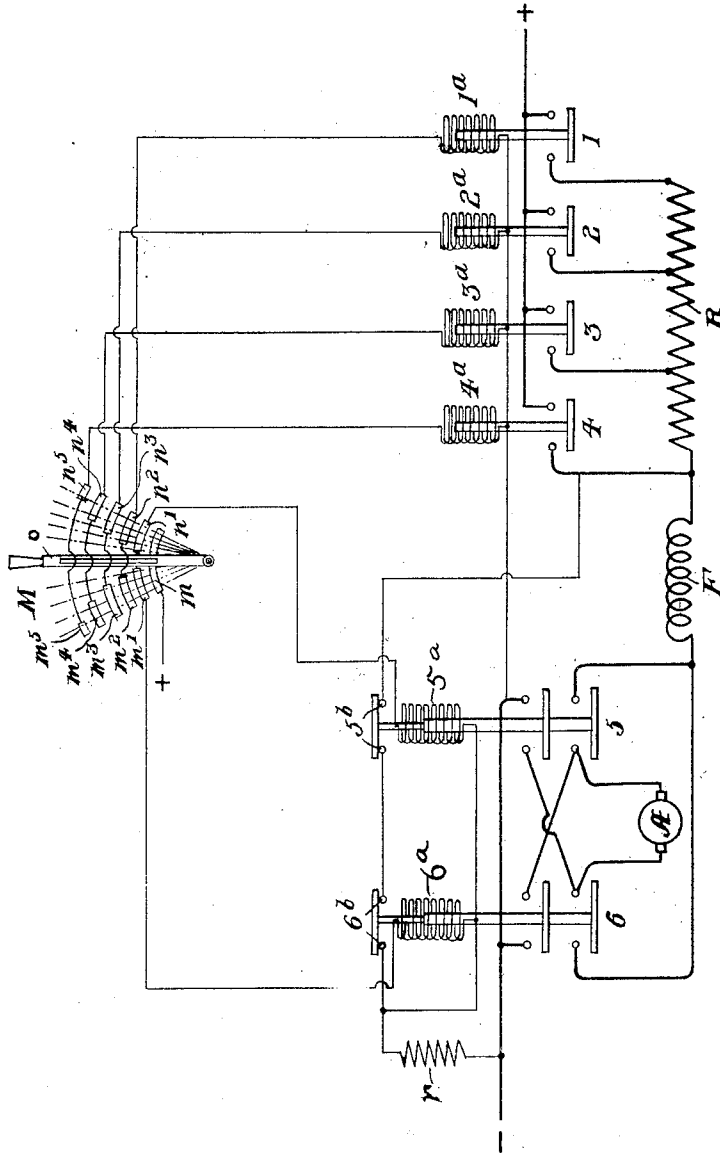 M o
m⁵ n⁵
m⁴ n⁴
m³ n³
m² n²
m¹ n¹
m
+
6ᵇ 5ᵇ
r 6ᵃ 5ᵃ 4ᵃ 3ᵃ 2ᵃ 1ᵃ
− +
6 5 4 3 2 1
A
F R